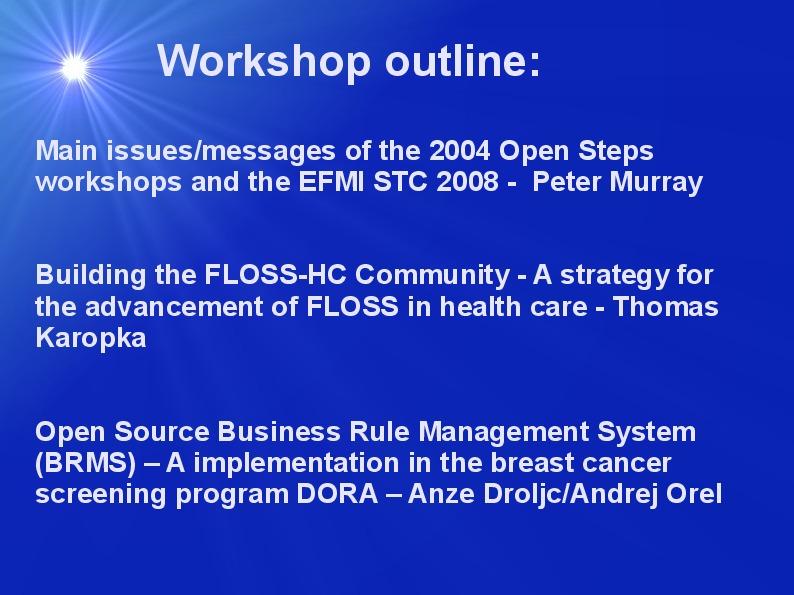 Workshop outline:
Main issues/messages of the 2004 Open Steps
workshops and the EFMI STC 2008 - Peter Murray
Building the FLOSS-HC Community - A strategy for
the advancement of FLOSS in health care - Thomas
Karopka
Open Source Business Rule Management System
(BRMS) – A implementation in the breast cancer
screening program DORA – Anze Droljc/Andrej Orel